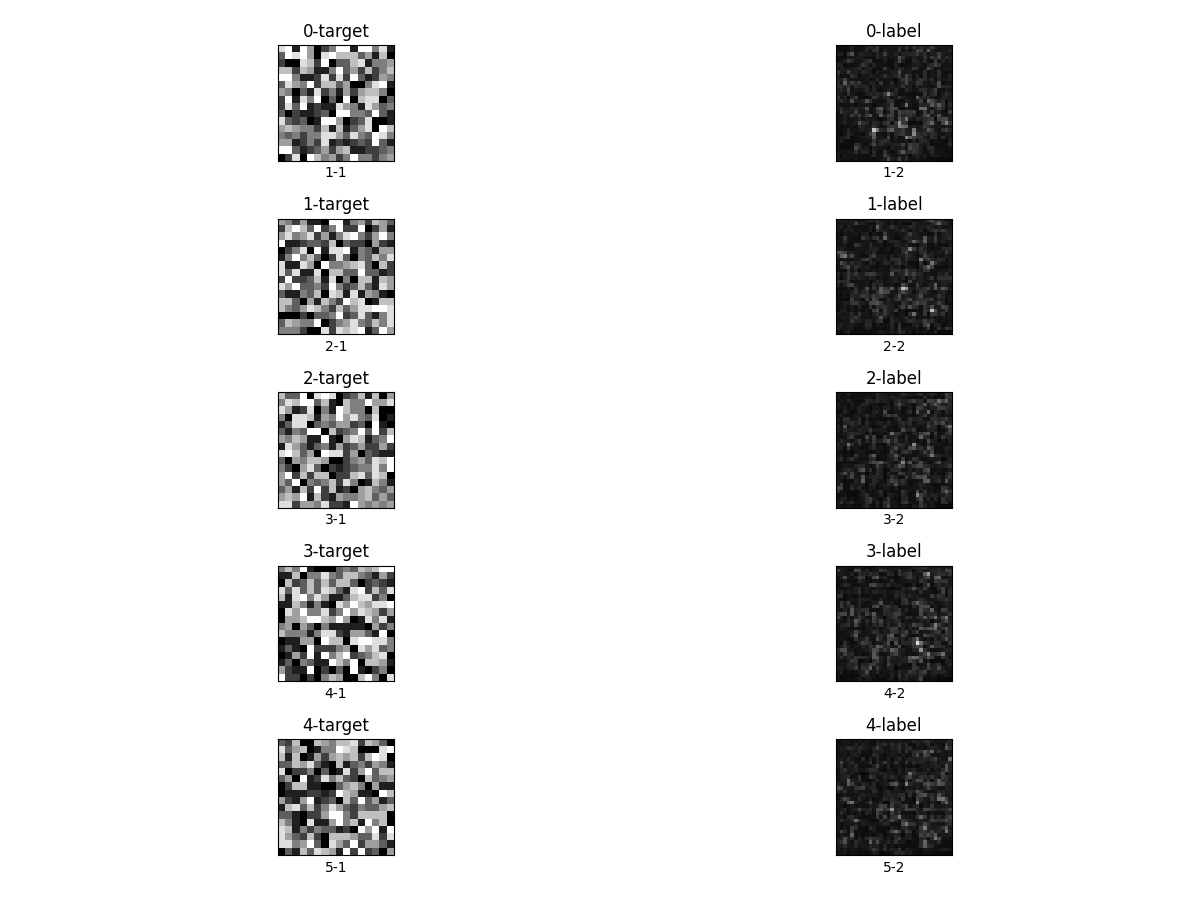 0-target
0-label
1-1
1-2
1-target
1-label
2-1
2-2
2-target
2-label
3-1
3-2
3-target
3-label
4-1
4-2
4-target
4-label
5-1
5-2